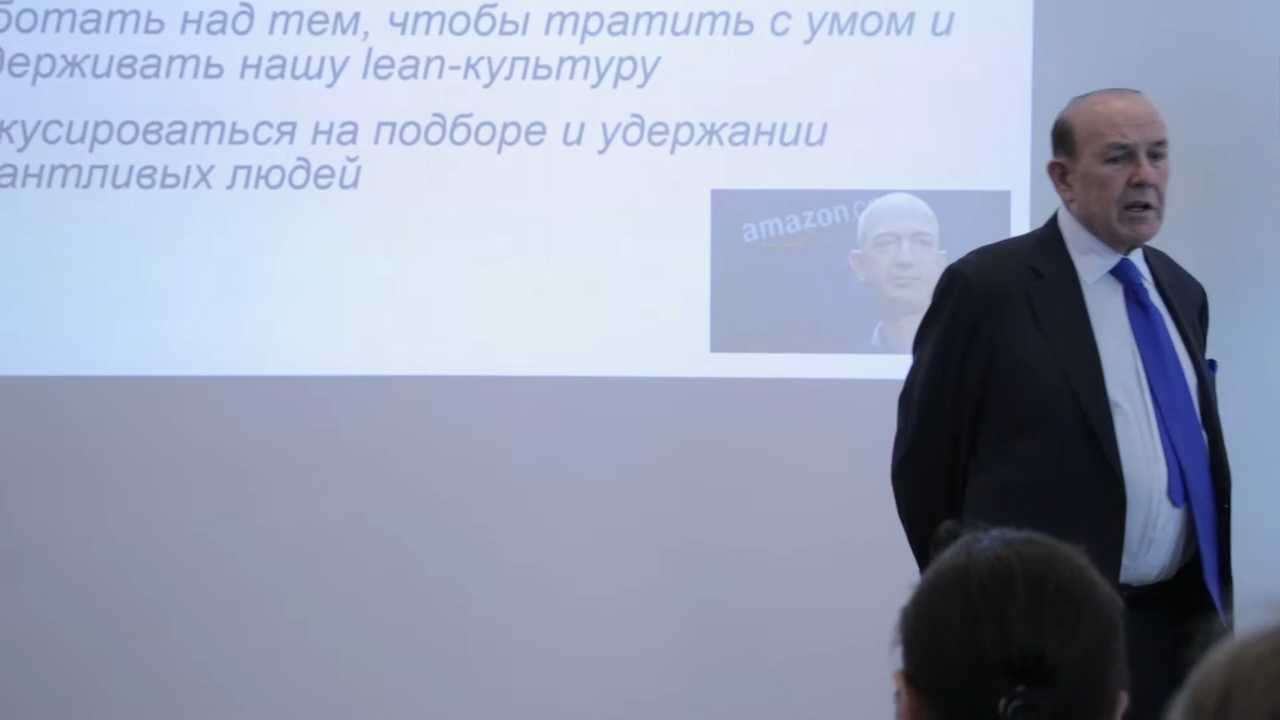 ботать над тем, чтобы тратить с умом и
держивать нашу lean-культуру
кусироваться на подборе и удержании
антливых людей
amazon.c